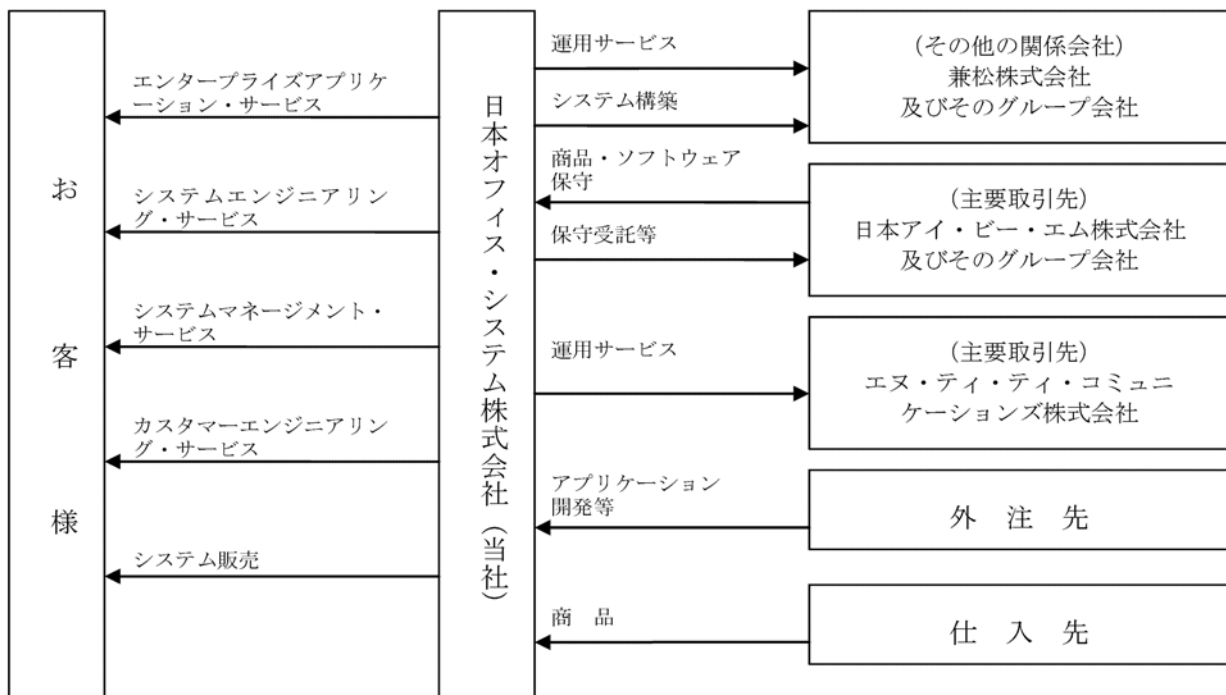 お客様
エンタープライズアプリケ
ーション・サービス
システムエンジニアリン
グ・サービス
システムマネージメント・
サービス
カスタマーエンジニアリン
グ・サービス
システム販売
日本オフィス・システム株式会社（当社）
運用サービス
システム構築
商品・ソフトウェア
保守
保守受託等
運用サービス
アプリケーション
開発等
商　品
（その他の関係会社）
兼松株式会社
及びそのグループ会社
（主要取引先）
日本アイ・ビー・エム株式会社
及びそのグループ会社
（主要取引先）
エヌ・ティ・ティ・コミュニ
ケーションズ株式会社
外　注　先
仕　入　先